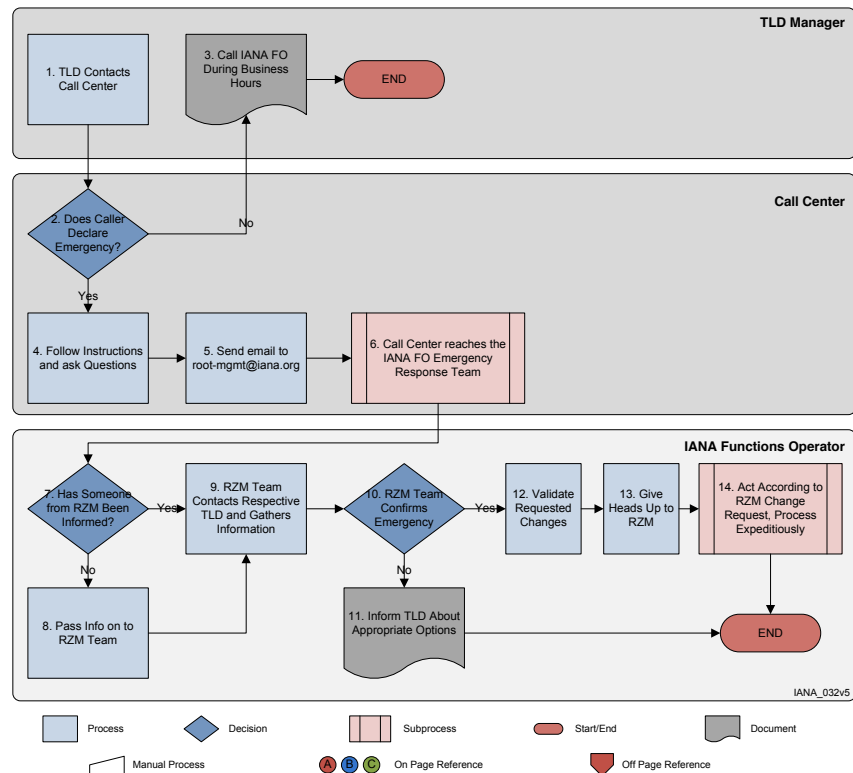 TLD Manager
1. TLD Contacts
Call Center
3. Call IANA FO
During Business
Hours
END
Call Center
2. Does Caller
Declare
Emergency?
No
Yes
4. Follow Instructions
and ask Questions
5. Send email to
root-mgmt@iana.org
6. Call Center reaches the
IANA FO Emergency
Response Team
IANA Functions Operator
7. Has Someone
from RZM Been
Informed?
Yes
No
8. Pass Info on to
RZM Team
9. RZM Team
Contacts Respective
TLD and Gathers
Information
10. RZM Team
Confirms
Emergency
Yes
No
11. Inform TLD About
Appropriate Options
12. Validate
Requested
Changes
13. Give
Heads Up to
RZM
14. Act According to
RZM Change
Request, Process
Expeditiously
END
IANA_032v5
Process
Decision
Subprocess
Start/End
Document
Manual Process
A B C On Page Reference
Off Page Reference